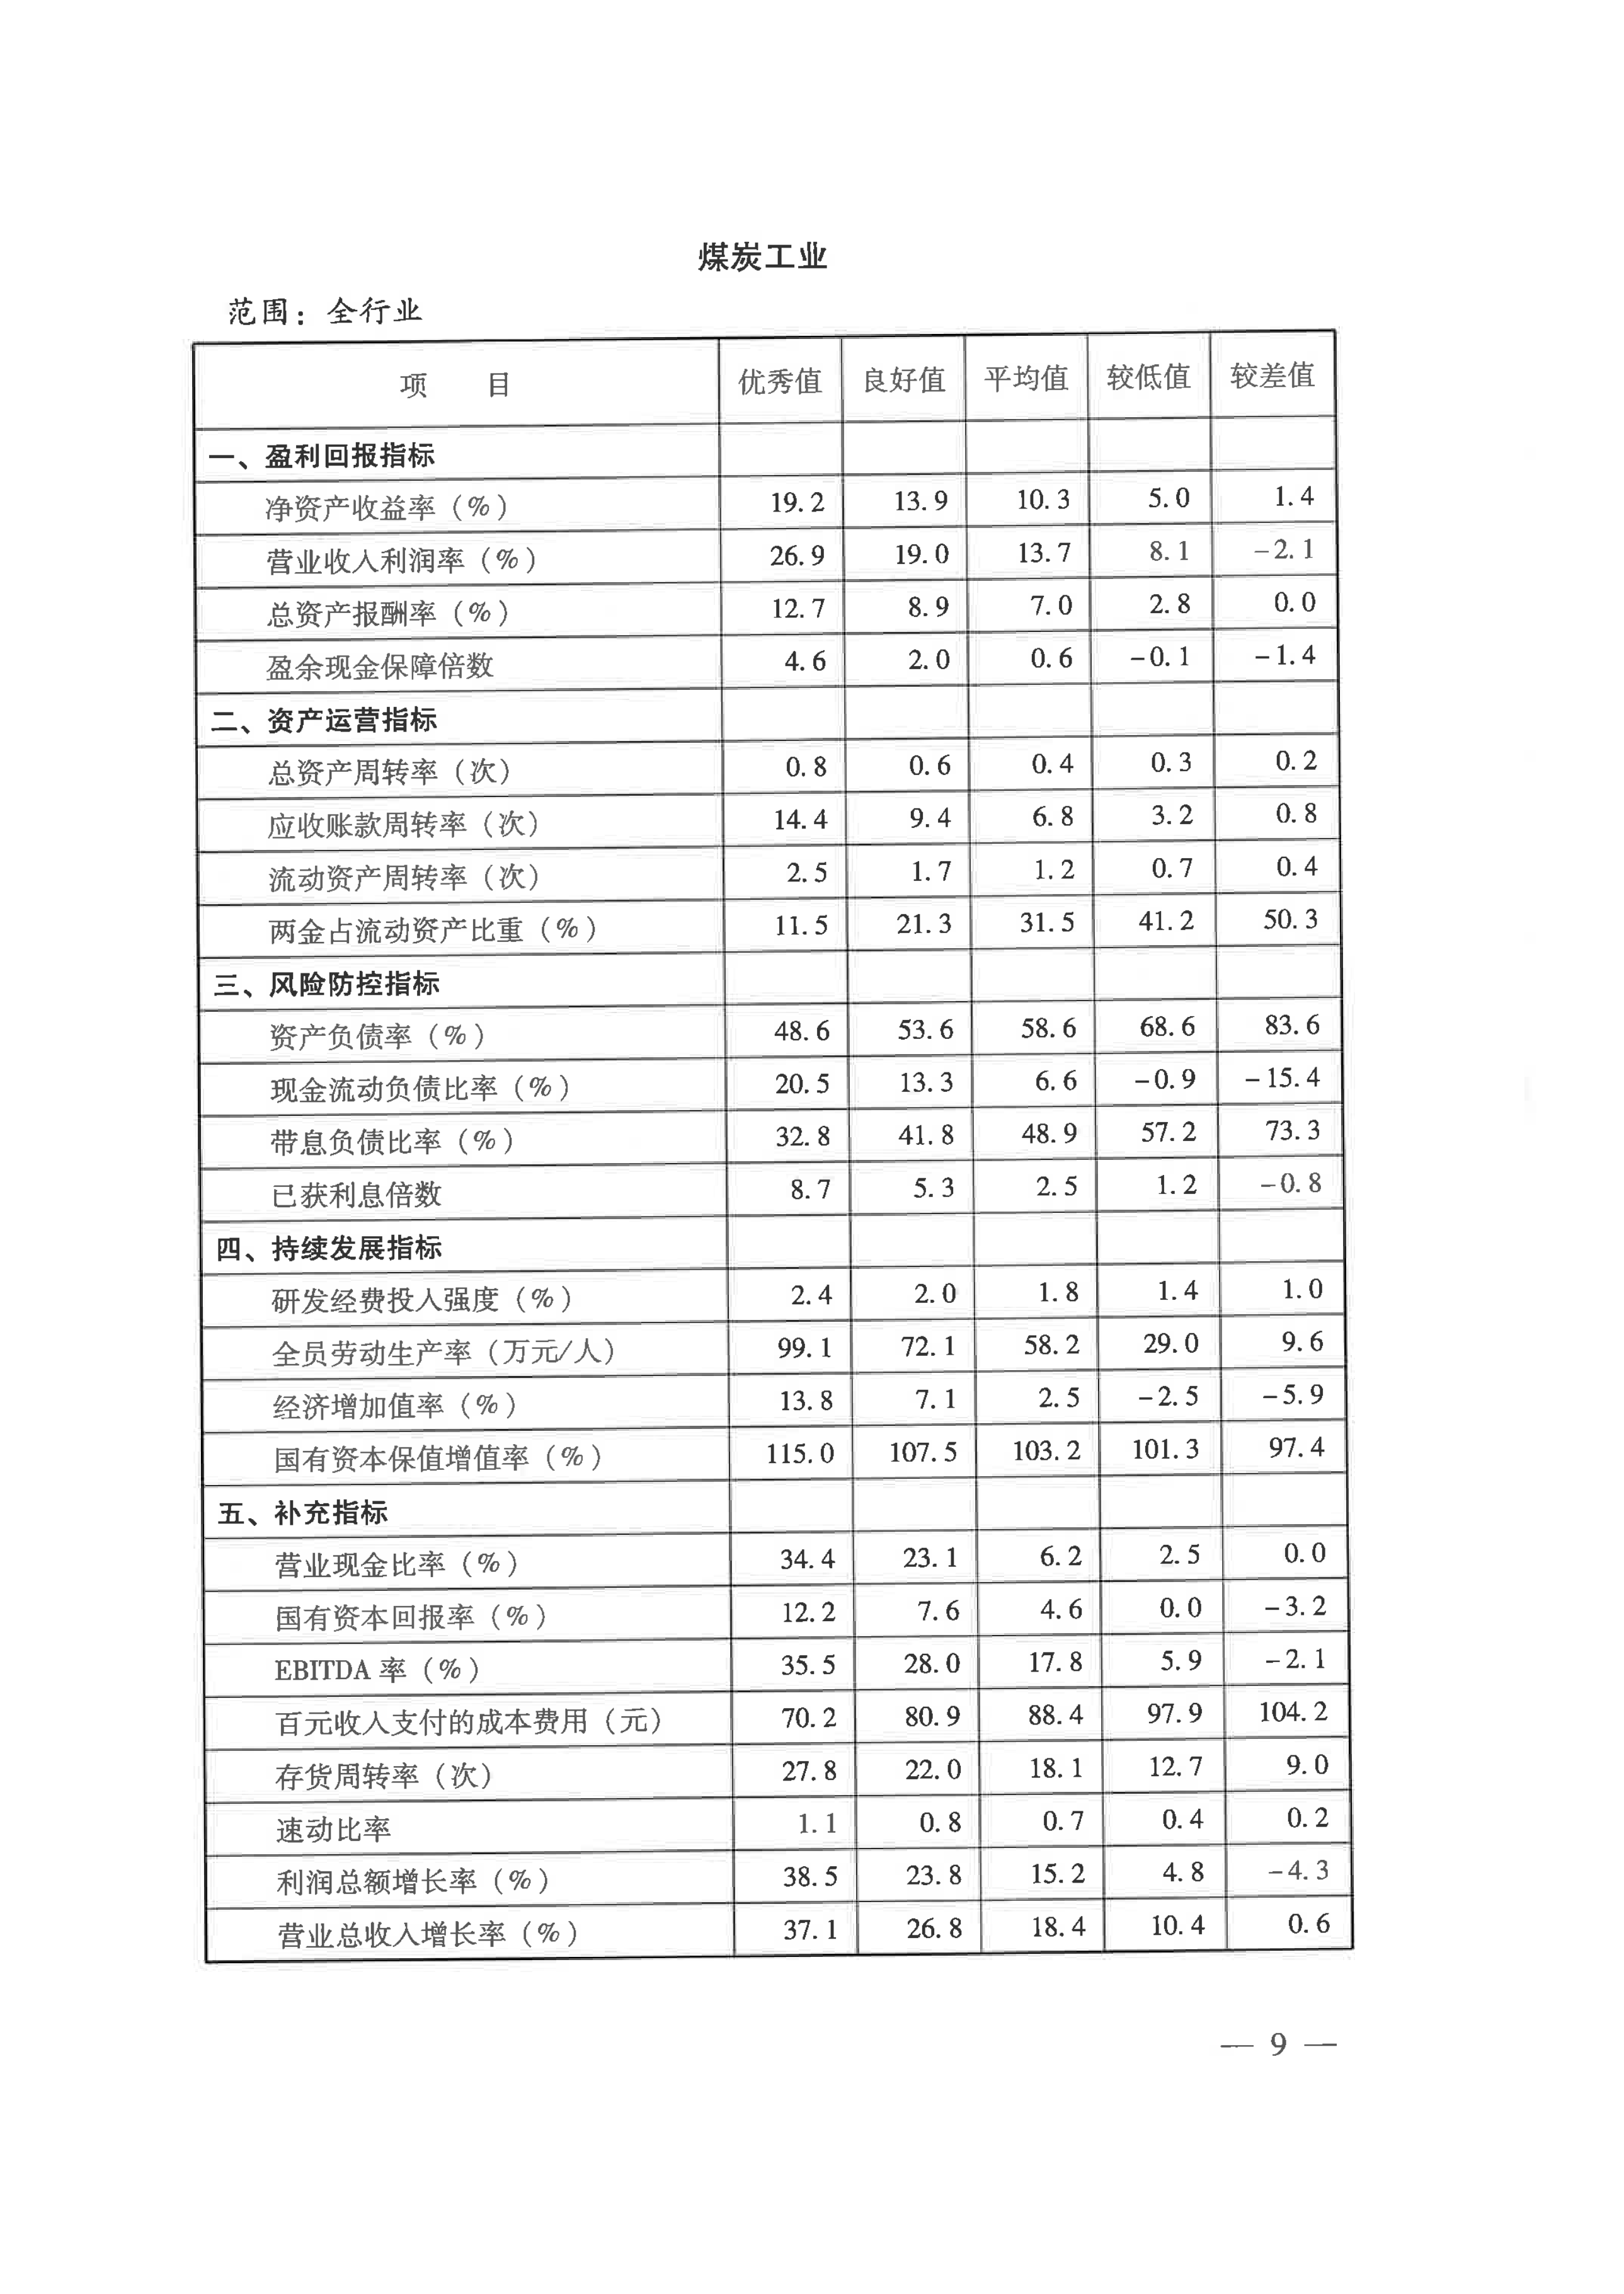 煤炭工业
范围：全行业
项 目 优秀值 良好值 平均值 较低值 较差值
一、盈利回报指标
净资产收益率（%） 19.2 13.9 10.3 5.0 1.4
营业收入利润率（%） 26.9 19.0 13.7 8.1 -2.1
总资产报酬率（%） 12.7 8.9 7.0 2.8 0.0
盈余现金保障倍数 4.6 2.0 0.6 -0.1 -1.4
二、资产运营指标
总资产周转率（次） 0.8 0.6 0.4 0.3 0.2
应收账款周转率（次） 14.4 9.4 6.8 3.2 0.8
流动资产周转率（次） 2.5 1.7 1.2 0.7 0.4
两金占流动资产比重（%） 11.5 21.3 31.5 41.2 50.3
三、风险防控指标
资产负债率（%） 48.6 53.6 58.6 68.6 83.6
现金流动负债比率（%） 20.5 13.3 6.6 -0.9 -15.4
带息负债比率（%） 32.8 41.8 48.9 57.2 73.3
已获利息倍数 8.7 5.3 2.5 1.2 -0.8
四、持续发展指标
研发经费投入强度（%） 2.4 2.0 1.8 1.4 1.0
全员劳动生产率（万元/人） 99.1 72.1 58.2 29.0 9.6
经济增加值率（%） 13.8 7.1 2.5 -2.5 -5.9
国有资本保值增值率（%） 115.0 107.5 103.2 101.3 97.4
五、补充指标
营业现金比率（%） 34.4 23.1 6.2 2.5 0.0
国有资本回报率（%） 12.2 7.6 4.6 0.0 -3.2
EBITDA 率（%） 35.5 28.0 17.8 5.9 -2.1
百元收入支付的成本费用（元） 70.2 80.9 88.4 97.9 104.2
存货周转率（次） 27.8 22.0 18.1 12.7 9.0
速动比率 1.1 0.8 0.7 0.4 0.2
利润总额增长率（%） 38.5 23.8 15.2 4.8 -4.3
营业总收入增长率（%） 37.1 26.8 18.4 10.4 0.6
— 9 —